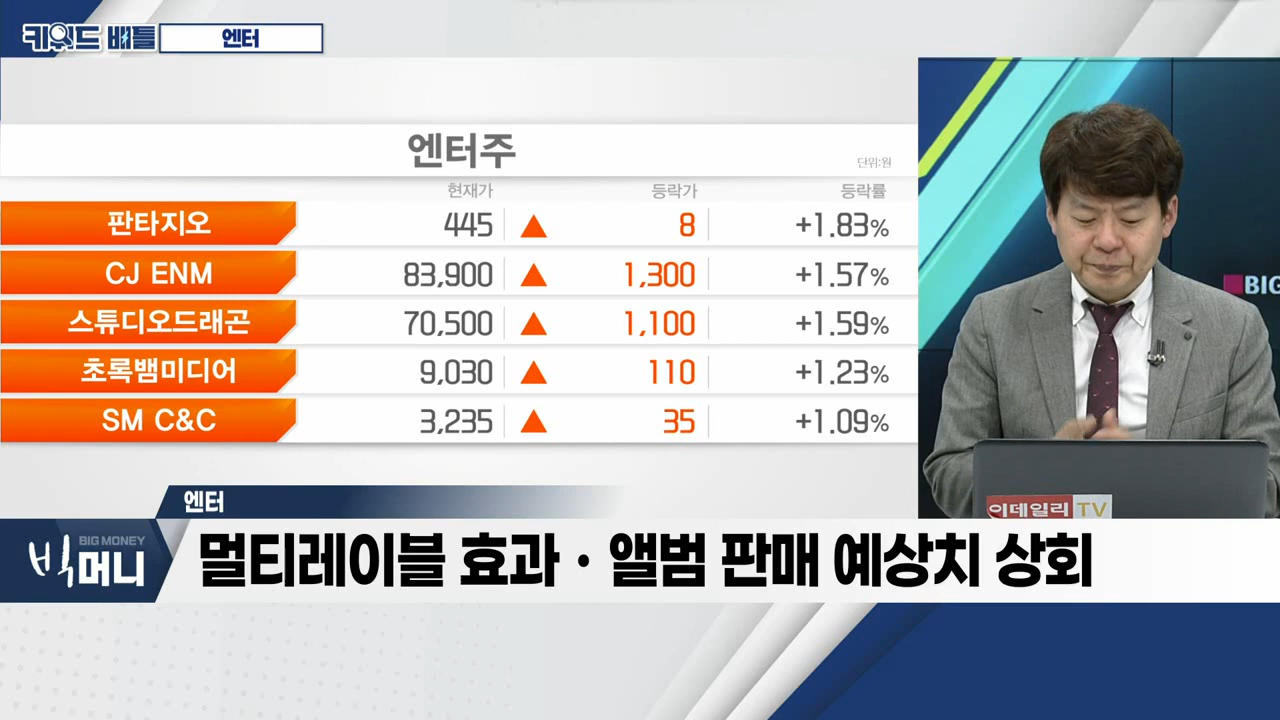 키워드 배틀
엔터
엔터주
단위:원
현재가 등락가 등락률
판타지오 445 ▲ 8 +1.83%
CJ ENM 83,900 ▲ 1,300 +1.57%
스튜디오드래곤 70,500 ▲ 1,100 +1.59%
초록뱀미디어 9,030 ▲ 110 +1.23%
SM C&C 3,235 ▲ 35 +1.09%
BIG
이데일리 TV
엔터
BIG MONEY
빅머니
멀티레이블 효과·앨범 판매 예상치 상회